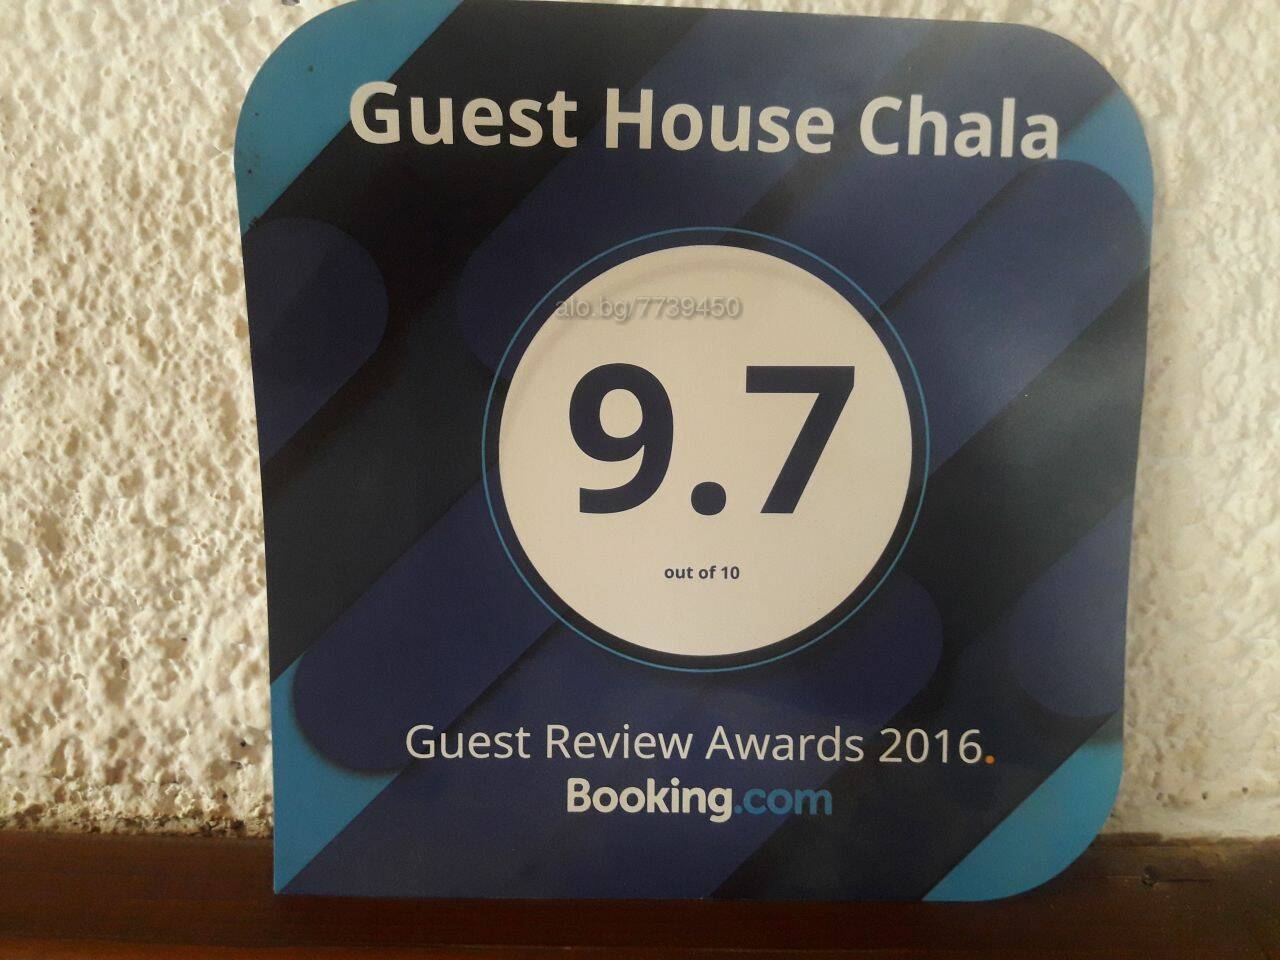 Guest House Chala
alo.bg/7739450
9.7
out of 10
Guest Review Awards 2016.
Booking.com